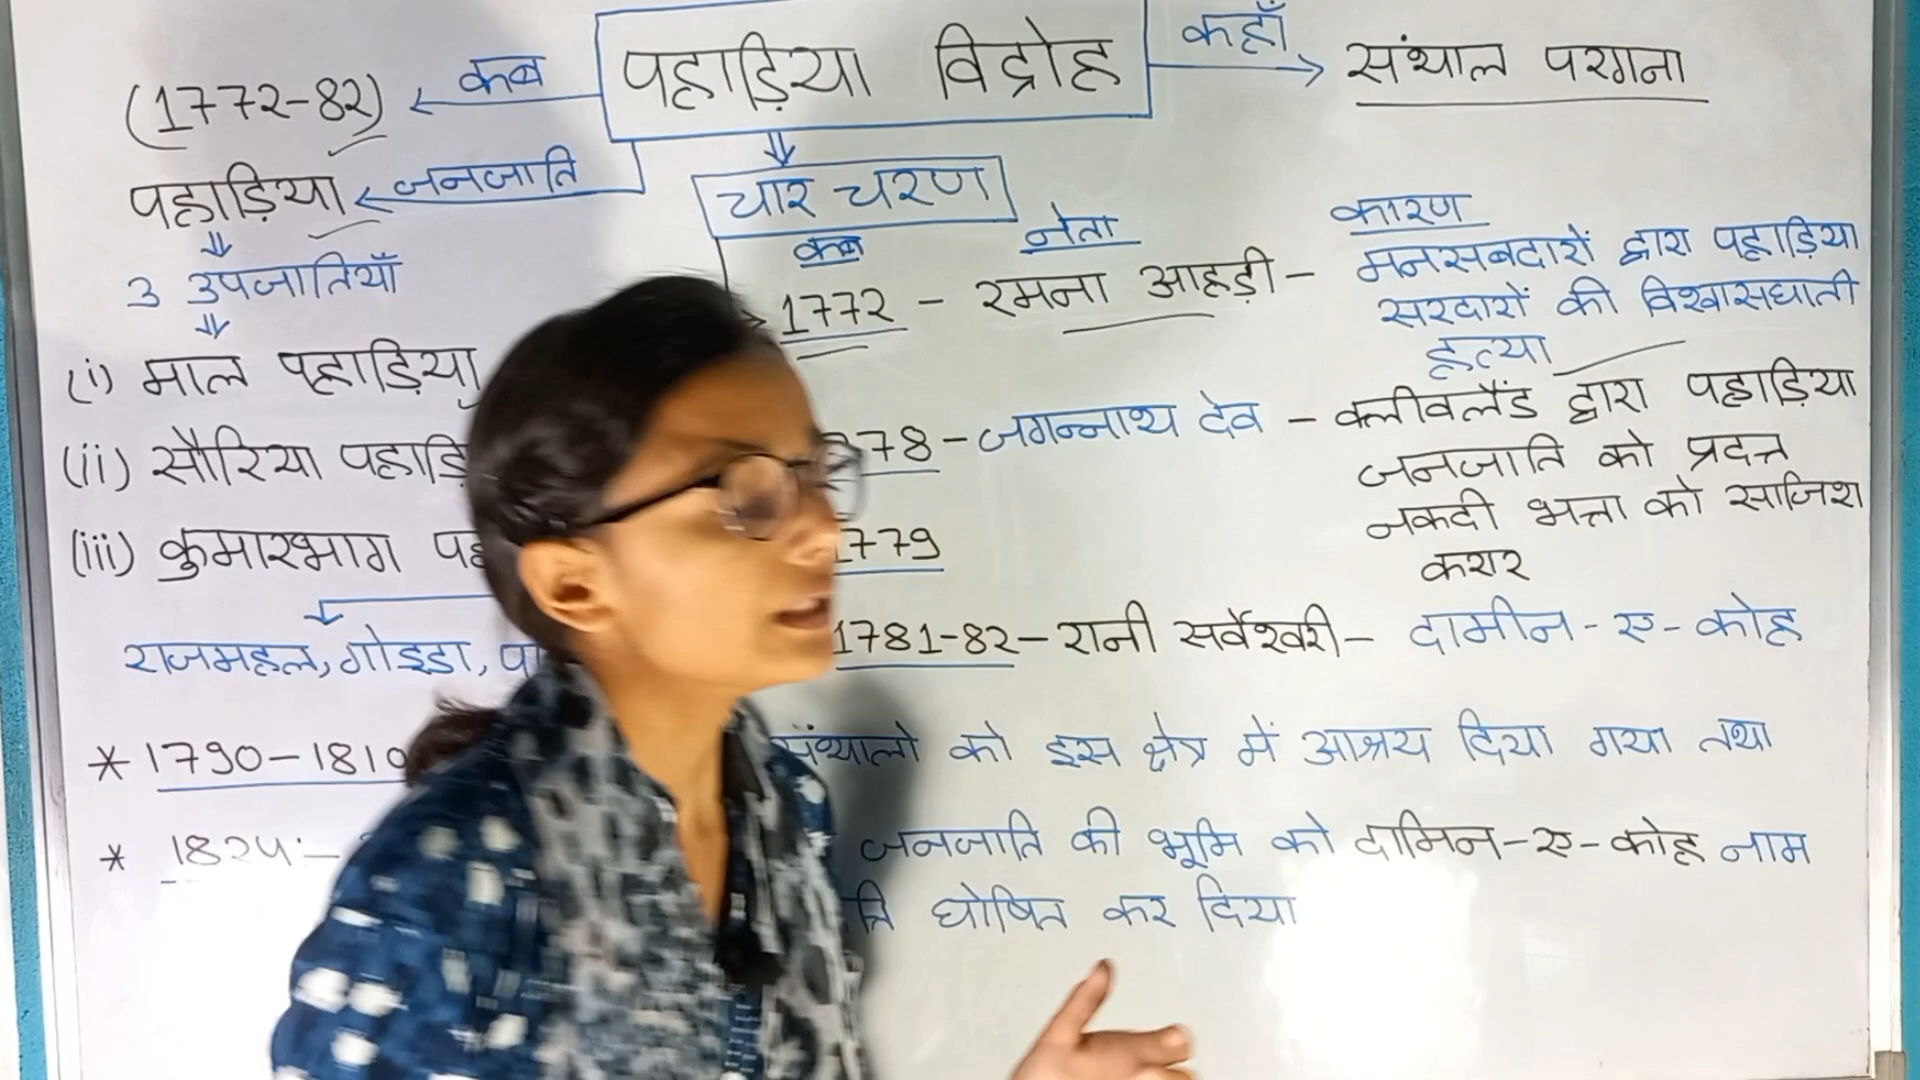 (1772-82) ← कब पहाड़िया विद्रोह कहाँ → संथाल परगना
पहाड़िया ← जनजाति
चार चरण
कब नेता कारण
3 उपजातियाँ
1772 - रमना आहड़ी - मनसबदारों द्वारा पहाड़िया
सरदारों की विश्वासघाती
हत्या
(i) माल पहाड़िया
78 - जगन्नाथ देव - क्लीवलैंड द्वारा पहाड़िया
(ii) सौरिया पहाड़ि
जनजाति को प्रदत्त
नकदी भत्ता को साजिश
करार
(iii) कुमारभाग
1779
1781-82 - रानी सर्वेश्वरी - दामीन-ए-कोह
राजमहल, गोड्डा,
* 1790-1810 संथालो को इस क्षेत्र में आश्रय दिया गया तथा
* 1824:- जनजाति की भूमि को दामिन-ए-कोह नाम
घोषित कर दिया